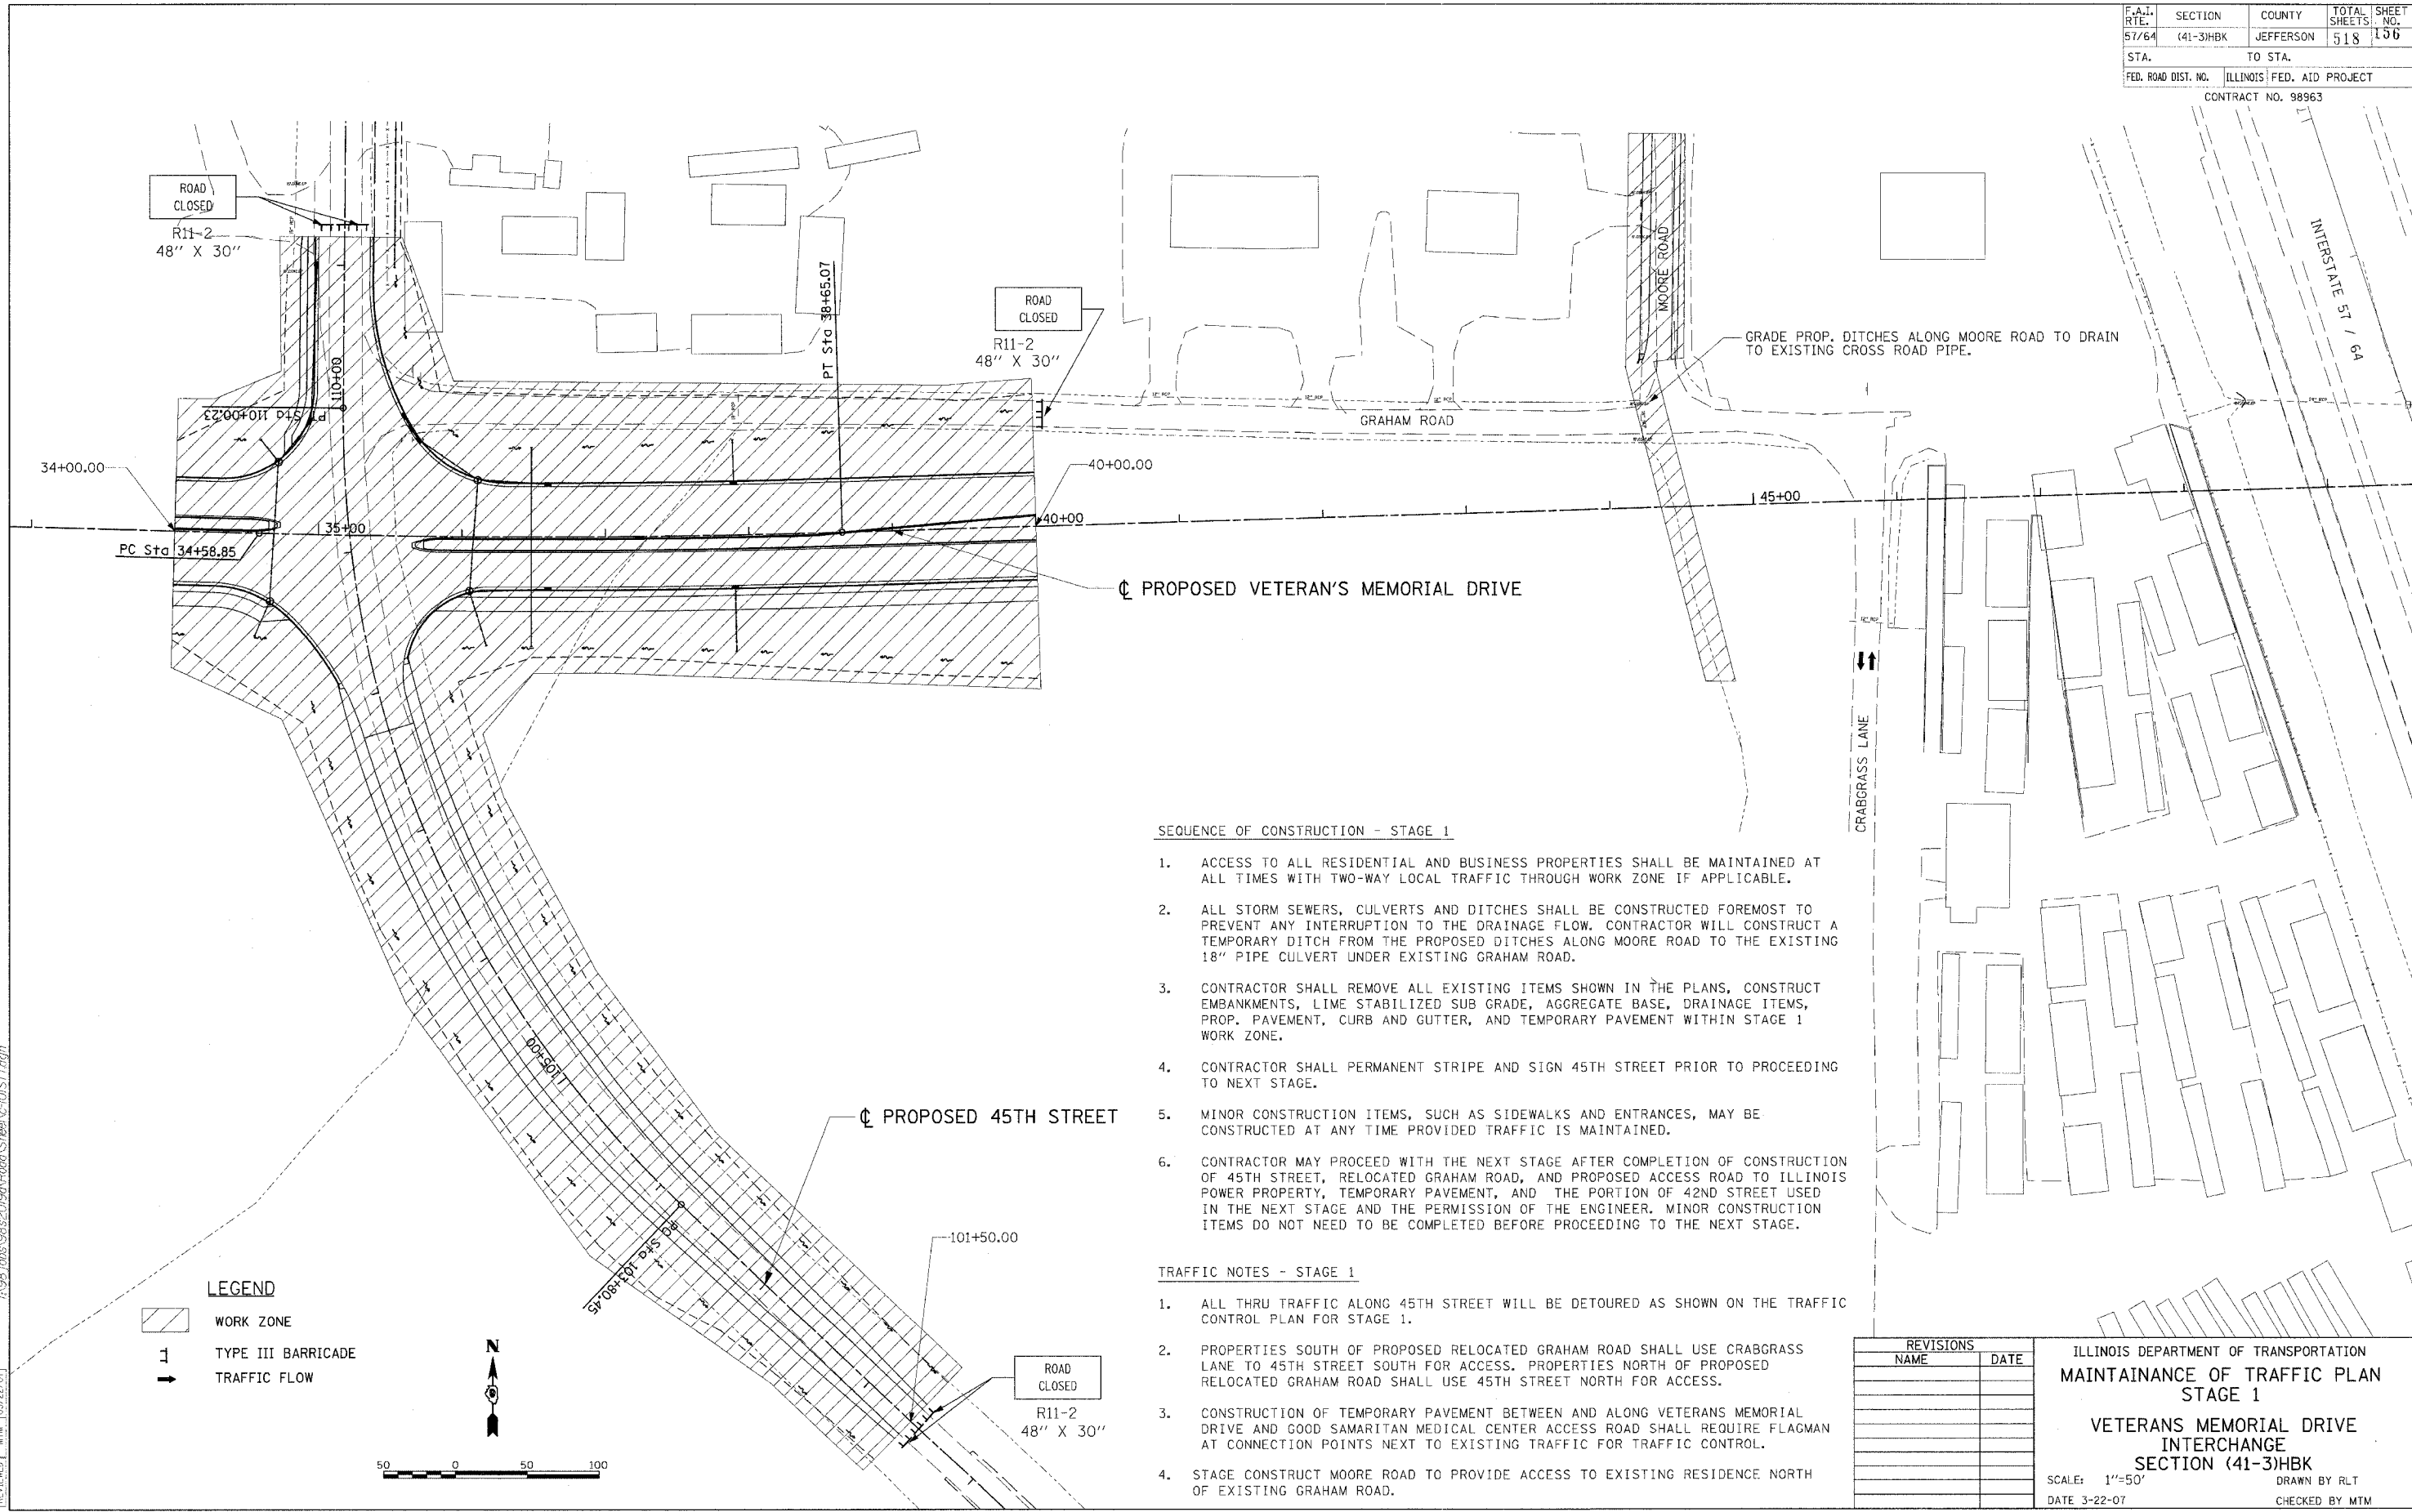 F.A.I. RTE. SECTION COUNTY TOTAL SHEETS SHEET NO.
57/64 (41-3)HBK JEFFERSON 518 156
STA. TO STA.
FED. ROAD DIST. NO. ILLINOIS FED. AID PROJECT
CONTRACT NO. 98963
ROAD
CLOSED
R11-2
48" X 30"
PT Sta 38+65.07
ROAD
CLOSED
R11-2
48" X 30"
MOORE ROAD
INTERSTATE 57 / 64
GRADE PROP. DITCHES ALONG MOORE ROAD TO DRAIN
TO EXISTING CROSS ROAD PIPE.
110+00
PT Sta 110+00.23
GRAHAM ROAD
34+00.00
40+00.00
35+00
40+00
45+00
PC Sta 34+58.85
℄ PROPOSED VETERAN'S MEMORIAL DRIVE
CRABGRASS LANE
SEQUENCE OF CONSTRUCTION - STAGE 1
1. ACCESS TO ALL RESIDENTIAL AND BUSINESS PROPERTIES SHALL BE MAINTAINED AT
ALL TIMES WITH TWO-WAY LOCAL TRAFFIC THROUGH WORK ZONE IF APPLICABLE.
2. ALL STORM SEWERS, CULVERTS AND DITCHES SHALL BE CONSTRUCTED FOREMOST TO
PREVENT ANY INTERRUPTION TO THE DRAINAGE FLOW. CONTRACTOR WILL CONSTRUCT A
TEMPORARY DITCH FROM THE PROPOSED DITCHES ALONG MOORE ROAD TO THE EXISTING
18" PIPE CULVERT UNDER EXISTING GRAHAM ROAD.
3. CONTRACTOR SHALL REMOVE ALL EXISTING ITEMS SHOWN IN THE PLANS, CONSTRUCT
EMBANKMENTS, LIME STABILIZED SUB GRADE, AGGREGATE BASE, DRAINAGE ITEMS,
PROP. PAVEMENT, CURB AND GUTTER, AND TEMPORARY PAVEMENT WITHIN STAGE 1
WORK ZONE.
4. CONTRACTOR SHALL PERMANENT STRIPE AND SIGN 45TH STREET PRIOR TO PROCEEDING
TO NEXT STAGE.
5. MINOR CONSTRUCTION ITEMS, SUCH AS SIDEWALKS AND ENTRANCES, MAY BE
CONSTRUCTED AT ANY TIME PROVIDED TRAFFIC IS MAINTAINED.
6. CONTRACTOR MAY PROCEED WITH THE NEXT STAGE AFTER COMPLETION OF CONSTRUCTION
OF 45TH STREET, RELOCATED GRAHAM ROAD, AND PROPOSED ACCESS ROAD TO ILLINOIS
POWER PROPERTY, TEMPORARY PAVEMENT, AND THE PORTION OF 42ND STREET USED
IN THE NEXT STAGE AND THE PERMISSION OF THE ENGINEER. MINOR CONSTRUCTION
ITEMS DO NOT NEED TO BE COMPLETED BEFORE PROCEEDING TO THE NEXT STAGE.
TRAFFIC NOTES - STAGE 1
1. ALL THRU TRAFFIC ALONG 45TH STREET WILL BE DETOURED AS SHOWN ON THE TRAFFIC
CONTROL PLAN FOR STAGE 1.
2. PROPERTIES SOUTH OF PROPOSED RELOCATED GRAHAM ROAD SHALL USE CRABGRASS
LANE TO 45TH STREET SOUTH FOR ACCESS. PROPERTIES NORTH OF PROPOSED
RELOCATED GRAHAM ROAD SHALL USE 45TH STREET NORTH FOR ACCESS.
3. CONSTRUCTION OF TEMPORARY PAVEMENT BETWEEN AND ALONG VETERANS MEMORIAL
DRIVE AND GOOD SAMARITAN MEDICAL CENTER ACCESS ROAD SHALL REQUIRE FLAGMAN
AT CONNECTION POINTS NEXT TO EXISTING TRAFFIC FOR TRAFFIC CONTROL.
4. STAGE CONSTRUCT MOORE ROAD TO PROVIDE ACCESS TO EXISTING RESIDENCE NORTH
OF EXISTING GRAHAM ROAD.
105+00
℄ PROPOSED 45TH STREET
PC Sta 103+80.45
101+50.00
ROAD
CLOSED
R11-2
48" X 30"
LEGEND
WORK ZONE
TYPE III BARRICADE
TRAFFIC FLOW
N
50 0 50 100
REVISIONS
NAME DATE
ILLINOIS DEPARTMENT OF TRANSPORTATION
MAINTAINANCE OF TRAFFIC PLAN
STAGE 1
VETERANS MEMORIAL DRIVE
INTERCHANGE
SECTION (41-3)HBK
SCALE: 1"=50' DRAWN BY RLT
DATE 3-22-07 CHECKED BY MTM